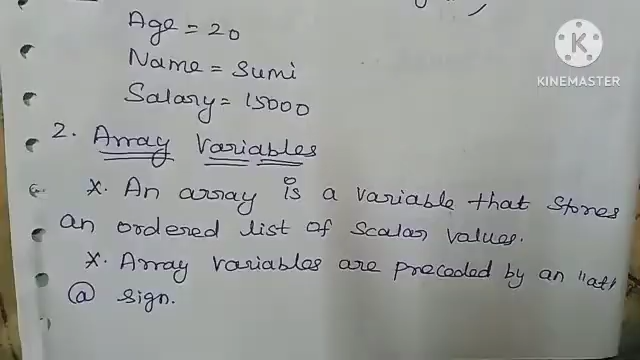 Age = 20
Name = Sumi
Salary = 15000
2. Array Variables
*. An array is a variable that stores
an ordered list of scalar values.
*. Array variables are preceded by an "at"
@ sign.
KINEMASTER